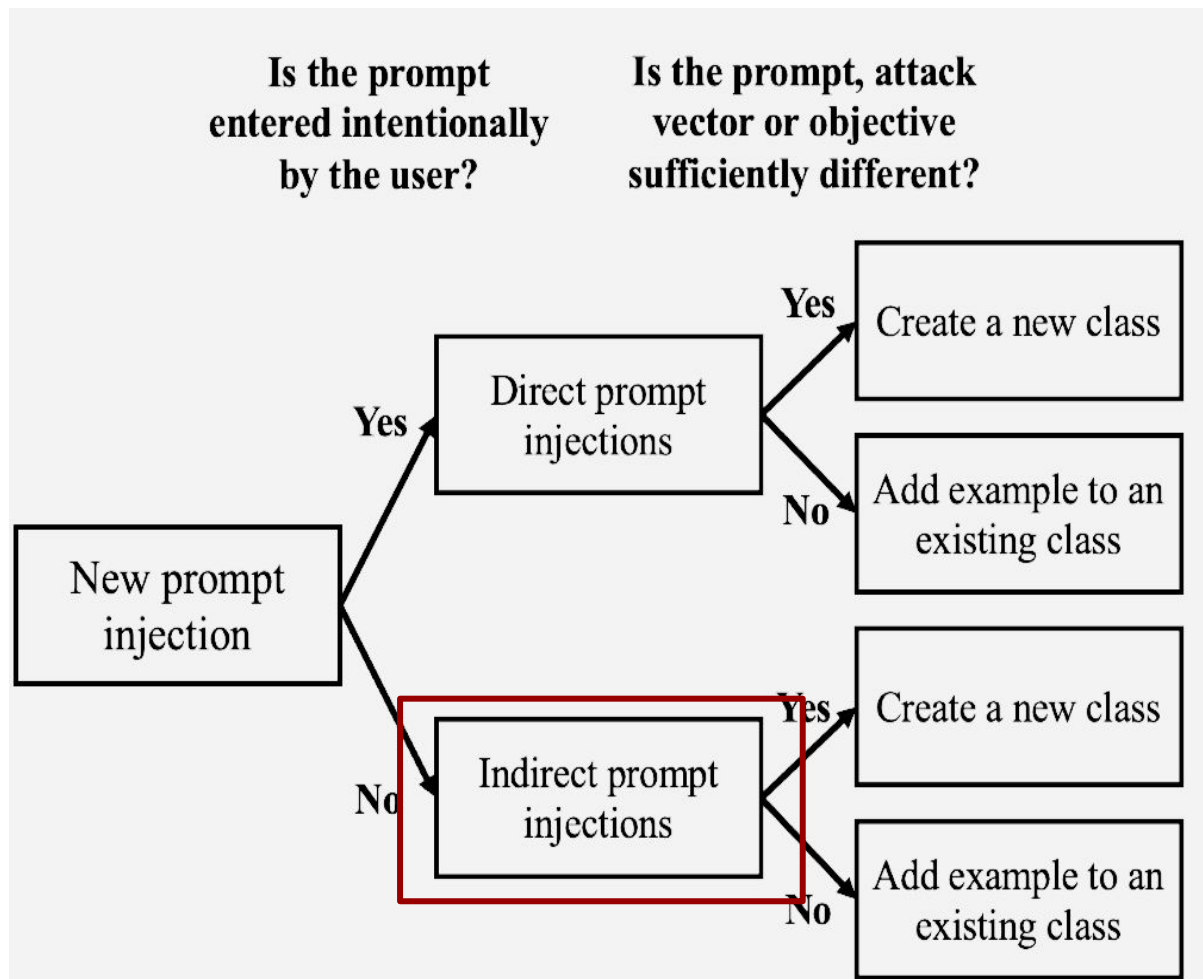 Is the prompt
entered intentionally
by the user?
Is the prompt, attack
vector or objective
sufficiently different?
Yes
Create a new class
Yes
Direct prompt
injections
No
Add example to an
existing class
New prompt
injection
Yes
Create a new class
No
Indirect prompt
injections
No
Add example to an
existing class